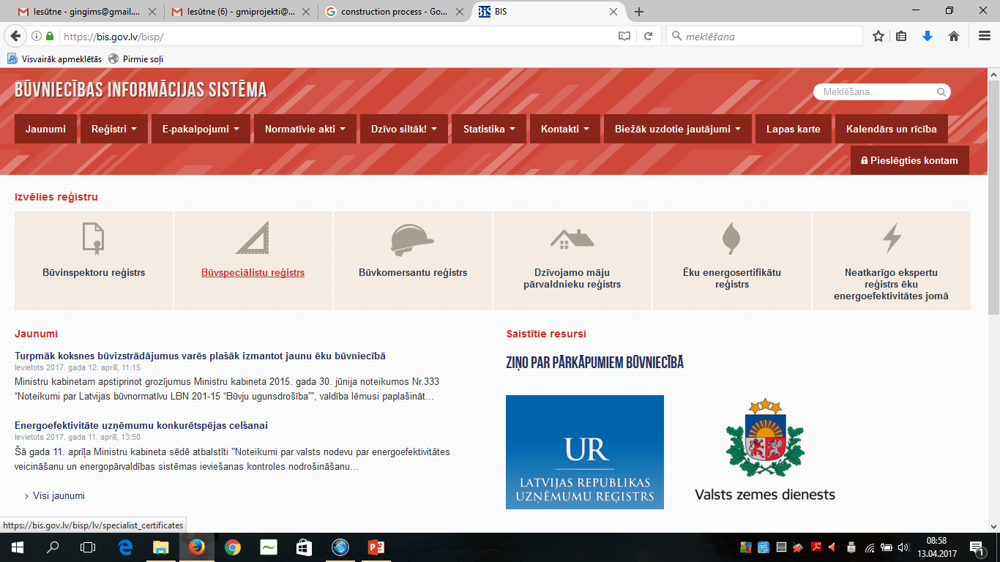 Iesūtne - gingims@gmail....
Iesūtne (6) - gmiprojekti@...
construction process - Go...
BIS
https://bis.gov.lv/bisp/
meklēšana
Visvairāk apmeklētās
Pirmie soļi
BŪVNIECĪBAS INFORMĀCIJAS SISTĒMA
Meklēšana...
Jaunumi
Reģistri
E-pakalpojumi
Normatīvie akti
Dzīvo siltāk!
Statistika
Kontakti
Biežāk uzdotie jautājumi
Lapas karte
Kalendārs un rīcība
Pieslēgties kontam
Izvēlies reģistru
Būvinspektoru reģistrs
Būvspeciālistu reģistrs
Būvkomersantu reģistrs
Dzīvojamo māju
pārvaldnieku reģistrs
Ēku energosertifikātu
reģistrs
Neatkarīgo ekspertu
reģistrs ēku
energoefektivitātes jomā
Jaunumi
Turpmāk koksnes būvizstrādājumus varēs plašāk izmantot jaunu ēku būvniecībā
Ievietots 2017. gada 12. aprīlī, 11:15
Ministru kabinetam apstiprinot grozījumus Ministru kabineta 2015. gada 30. jūnija noteikumos Nr.333
“Noteikumi par Latvijas būvnormatīvu LBN 201-15 “Būvju ugunsdrošība””, valdība lēmusi paplašināt...
Energoefektivitāte uzņēmumu konkurētspējas celšanai
Ievietots 2017. gada 11. aprīlī, 13:50
Šā gada 11. aprīļa Ministru kabineta sēdē atbalstīti "Noteikumi par valsts nodevu par energoefektivitātes
veicināšanu un energopārvaldības sistēmas ieviešanas kontroles nodrošināšanu...
Visi jaunumi
Saistītie resursi
ZIŅO PAR PĀRKĀPUMIEM BŪVNIECĪBĀ
UR
LATVIJAS REPUBLIKAS
UZŅĒMUMU REĢISTRS
Valsts zemes dienests
https://bis.gov.lv/bisp/lv/specialist_certificates
08:58
13.04.2017
1